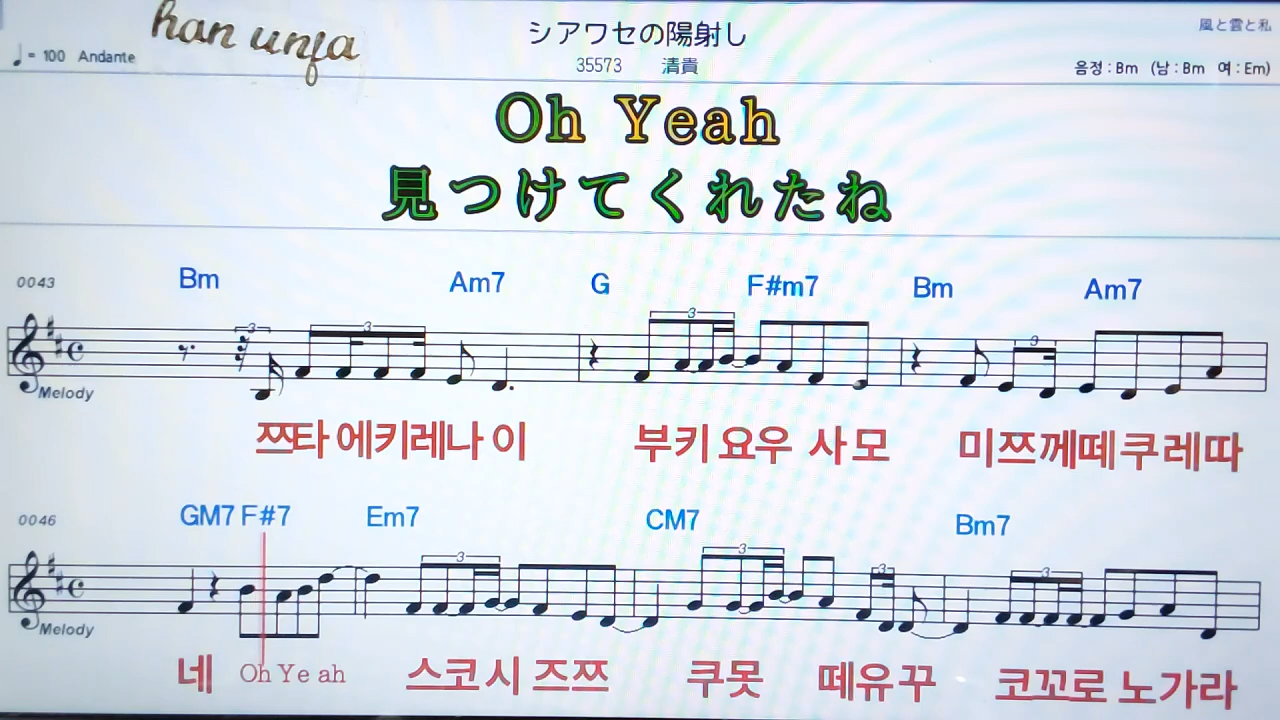 han unfa
シアワセの陽射し
風と雲と私
♩= 100 Andante
35573 清貴
음정 : Bm (남 : Bm 여 : Em)
Oh Yeah
見つけてくれたね
0043 Bm Am7 G F#m7 Bm Am7
Melody
쯔타 에키레나 이 부키 요우 사 모 미쯔께떼쿠레따
0046 GM7 F#7 Em7 CM7 Bm7
Melody
네 Oh Ye ah 스코시 즈쯔 쿠못 떼유꾸 코꼬로 노가라